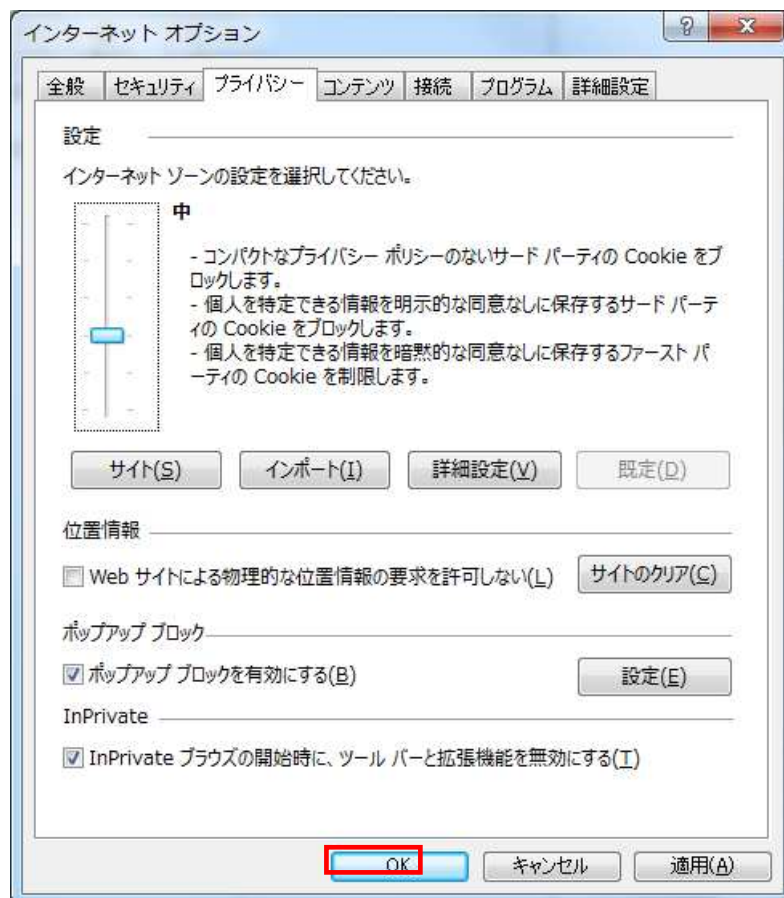 インターネット オプション
全般 セキュリティ プライバシー コンテンツ 接続 プログラム 詳細設定
設定
インターネット ゾーンの設定を選択してください。
中
- コンパクトなプライバシー ポリシーのないサード パーティの Cookie をブ
ロックします。
- 個人を特定できる情報を明示的な同意なしに保存するサード パーテ
ィの Cookie をブロックします。
- 個人を特定できる情報を暗黙的な同意なしに保存するファースト パ
ーティの Cookie を制限します。
サイト(S) インポート(I) 詳細設定(V) 既定(D)
位置情報
Web サイトによる物理的な位置情報の要求を許可しない(L) サイトのクリア(C)
ポップアップ ブロック
ポップアップ ブロックを有効にする(B) 設定(E)
InPrivate
InPrivate ブラウズの開始時に、ツール バーと拡張機能を無効にする(T)
OK キャンセル 適用(A)